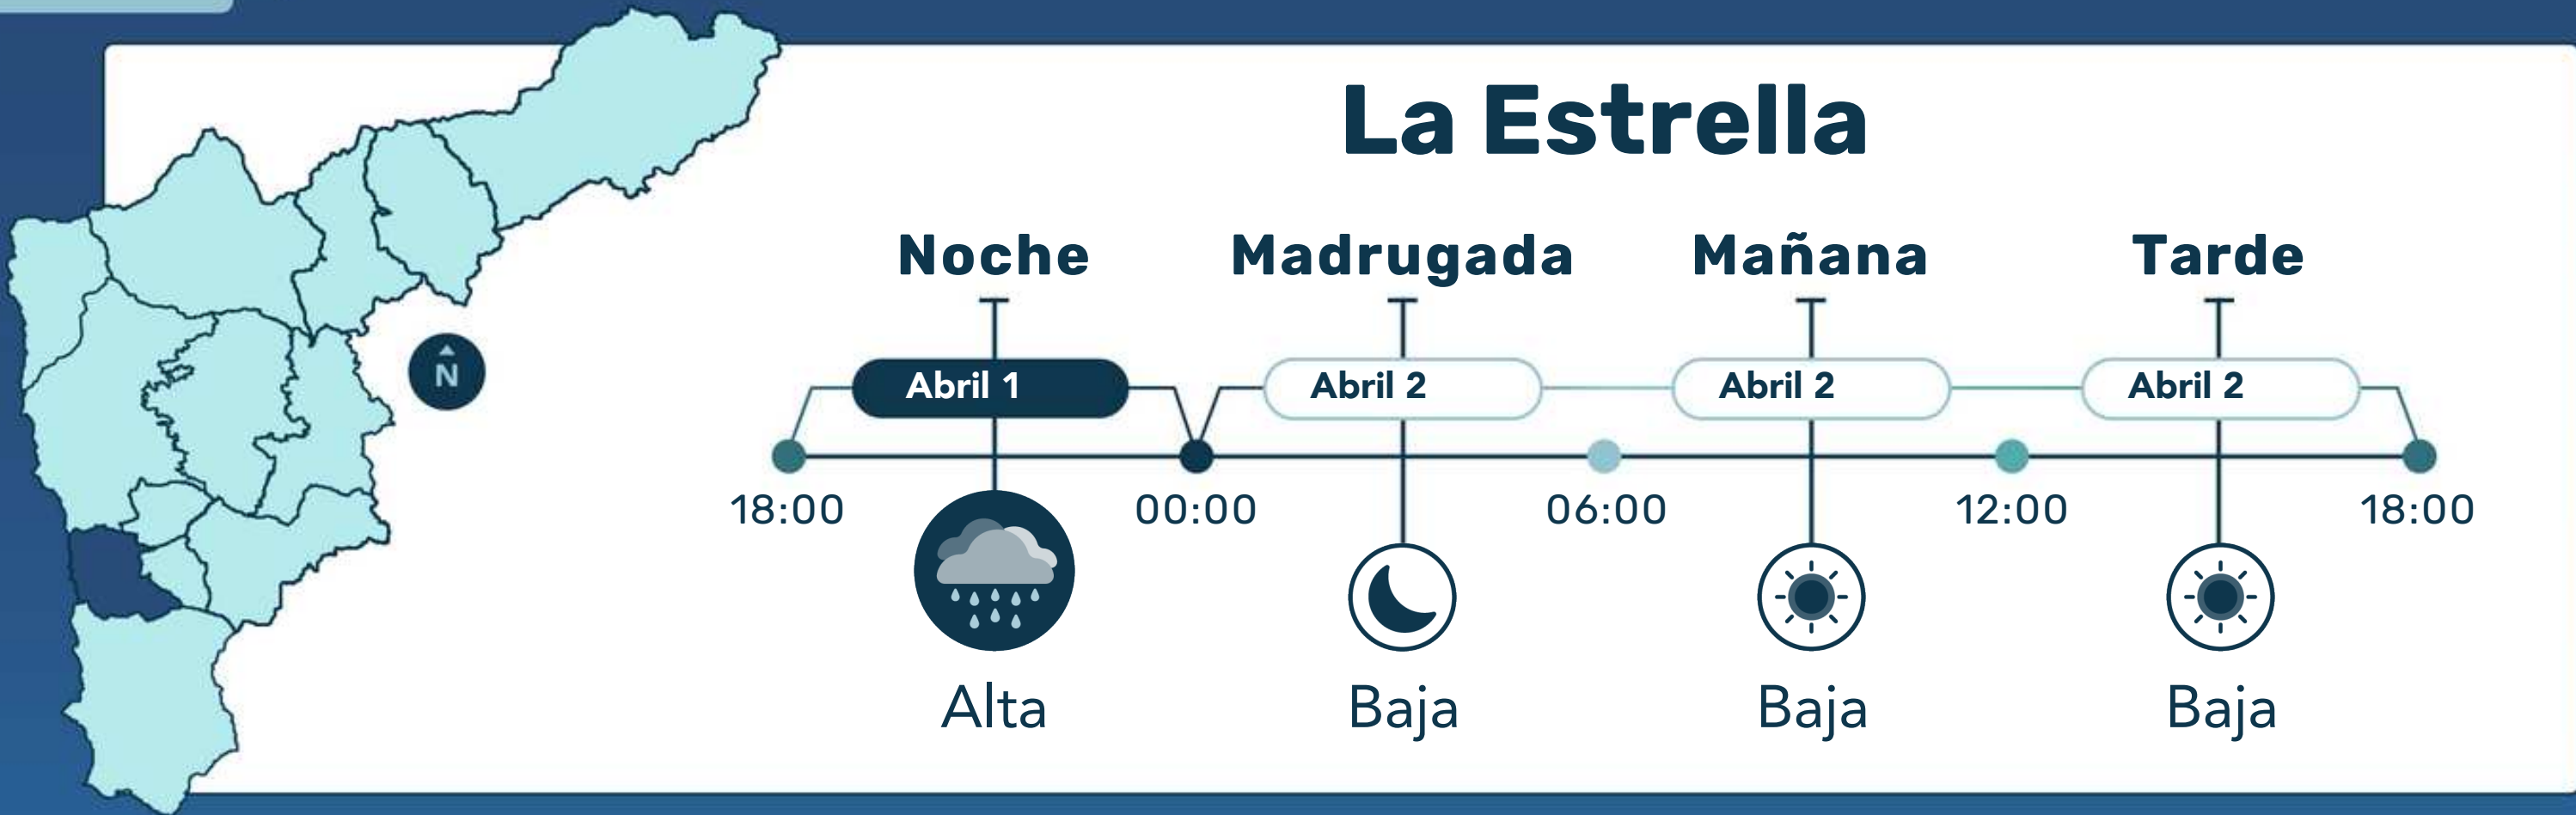 La Estrella
Noche Madrugada Mañana Tarde
Abril 1 Abril 2 Abril 2 Abril 2
N
18:00 00:00 06:00 12:00 18:00
Alta Baja Baja Baja